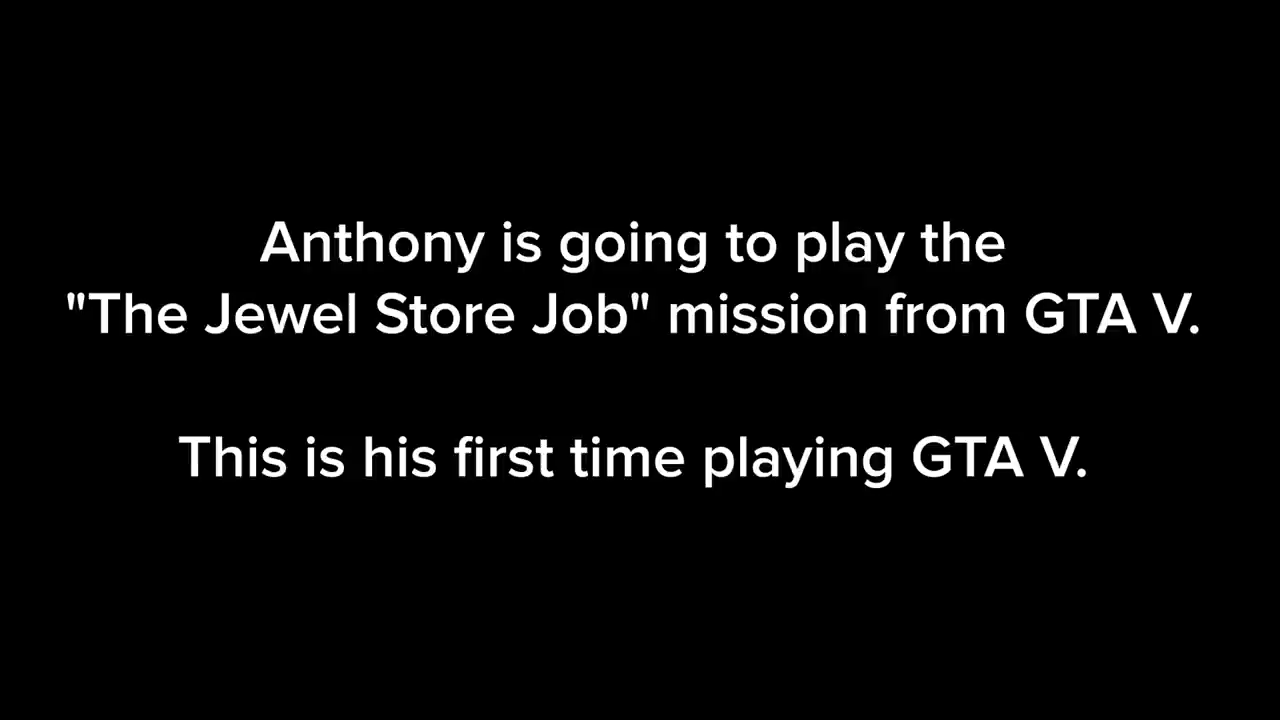 Anthony is going to play the
"The Jewel Store Job" mission from GTA V.
This is his first time playing GTA V.